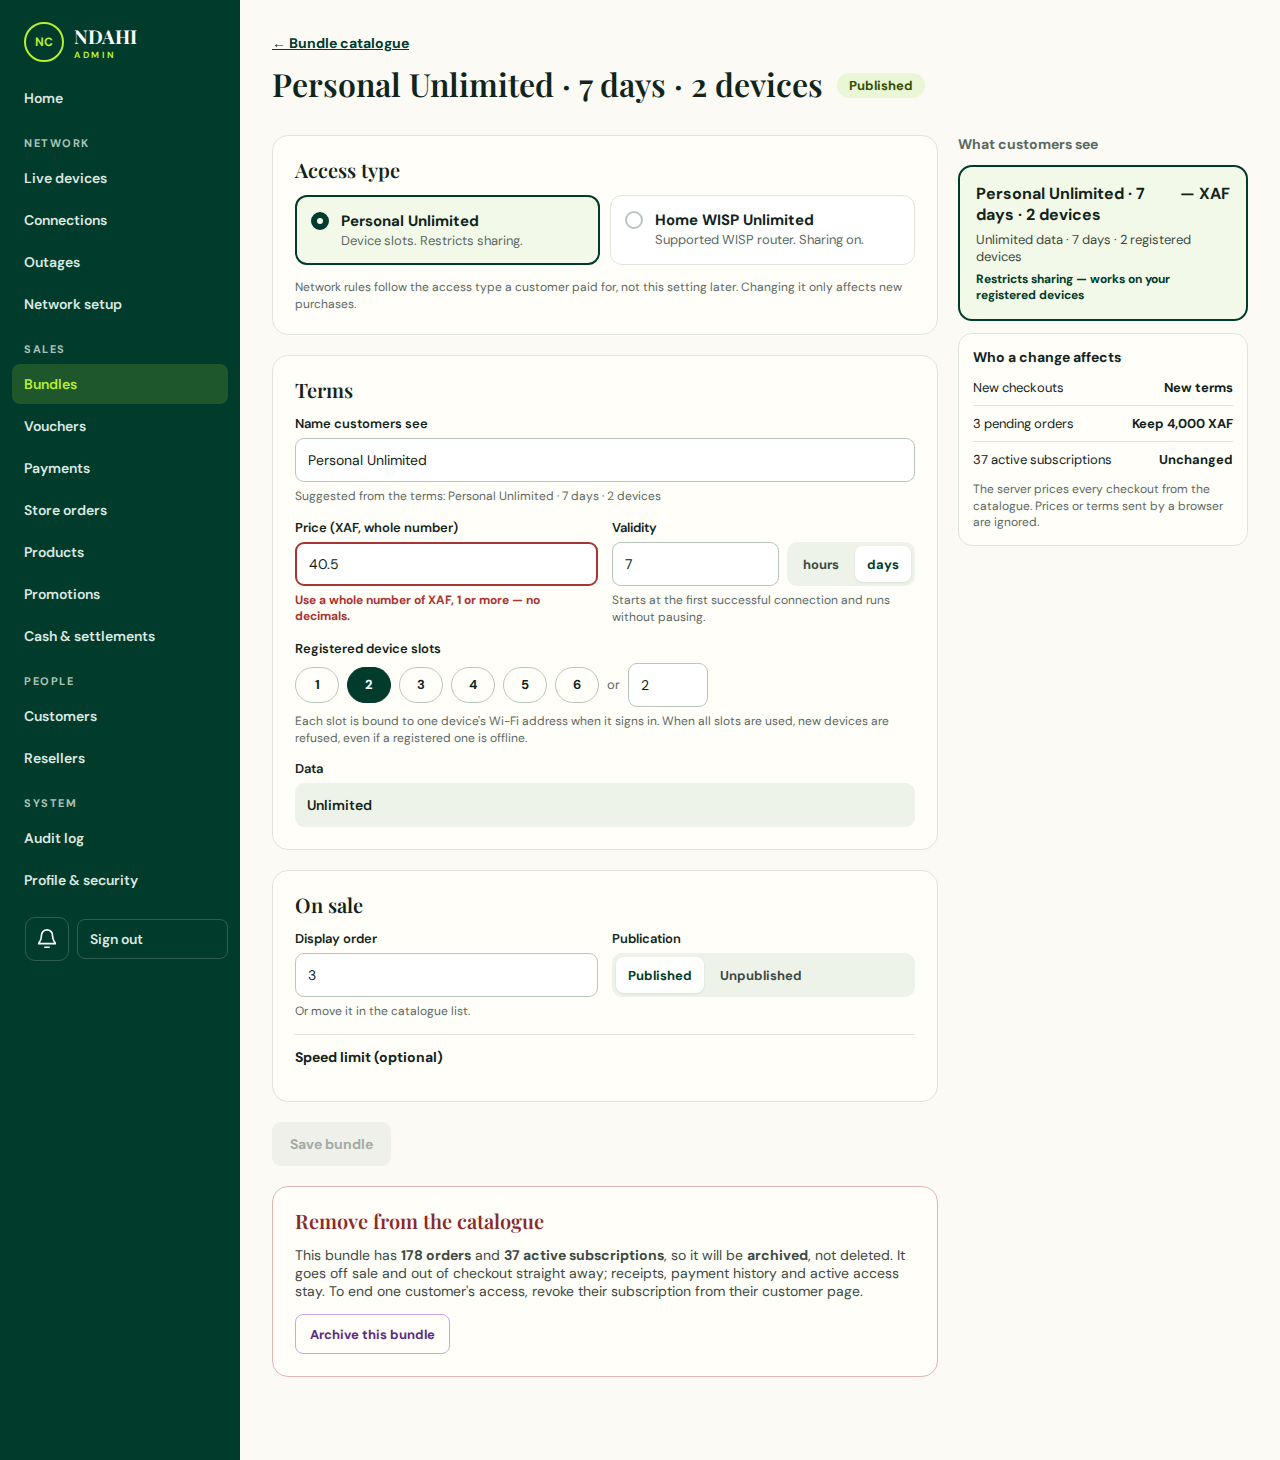 NC
NDAHI
ADMIN
Home
NETWORK
Live devices
Connections
Outages
Network setup
SALES
Bundles
Vouchers
Payments
Store orders
Products
Promotions
Cash & settlements
PEOPLE
Customers
Resellers
SYSTEM
Audit log
Profile & security
Sign out
← Bundle catalogue
Personal Unlimited · 7 days · 2 devices
Published
Access type
Personal Unlimited
Device slots. Restricts sharing.
Home WISP Unlimited
Supported WISP router. Sharing on.
Network rules follow the access type a customer paid for, not this setting later. Changing it only affects new
purchases.
Terms
Name customers see
Personal Unlimited
Suggested from the terms: Personal Unlimited · 7 days · 2 devices
Price (XAF, whole number)
40.5
Use a whole number of XAF, 1 or more — no
decimals.
Validity
7
hours
days
Starts at the first successful connection and runs
without pausing.
Registered device slots
1
2
3
4
5
6
or
2
Each slot is bound to one device's Wi-Fi address when it signs in. When all slots are used, new devices are
refused, even if a registered one is offline.
Data
Unlimited
On sale
Display order
3
Or move it in the catalogue list.
Publication
Published
Unpublished
Speed limit (optional)
Save bundle
Remove from the catalogue
This bundle has 178 orders and 37 active subscriptions, so it will be archived, not deleted. It
goes off sale and out of checkout straight away; receipts, payment history and active access
stay. To end one customer's access, revoke their subscription from their customer page.
Archive this bundle
What customers see
Personal Unlimited · 7
days · 2 devices
— XAF
Unlimited data · 7 days · 2 registered
devices
Restricts sharing — works on your
registered devices
Who a change affects
New checkouts
New terms
3 pending orders
Keep 4,000 XAF
37 active subscriptions
Unchanged
The server prices every checkout from the
catalogue. Prices or terms sent by a browser
are ignored.